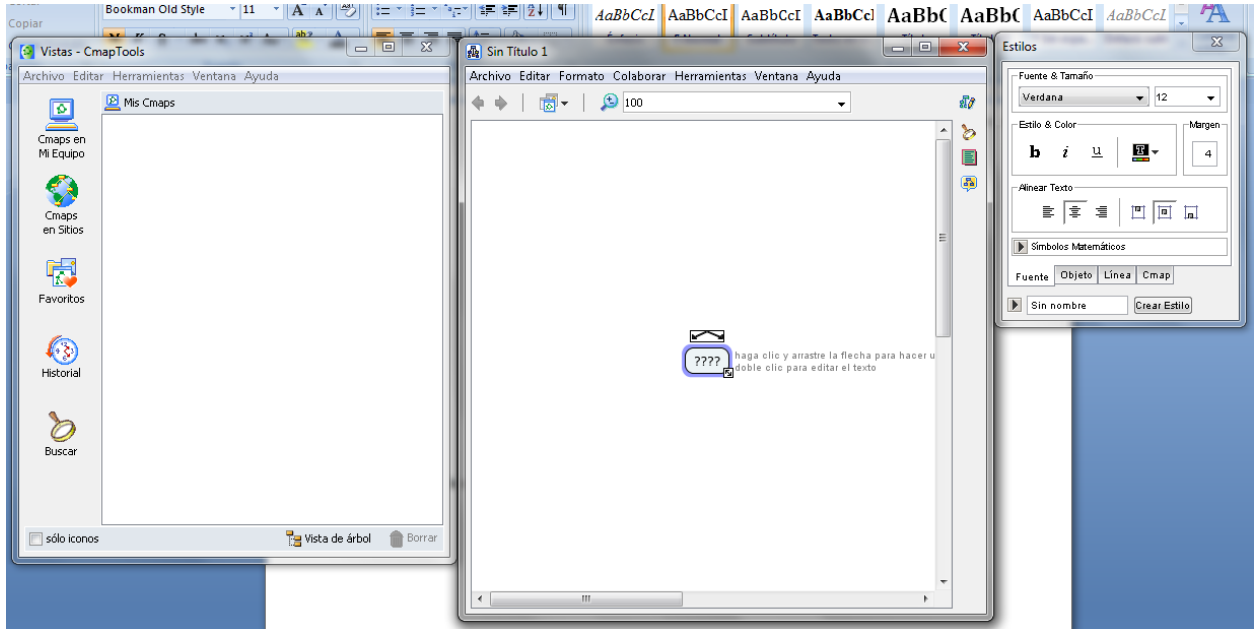 Copiar
Bookman Old Style 11
AaBbCcI AaBbCcI AaBbCcI AaBbCcI AaBb( AaBb( AaBbCcI AaBbCcI
Vistas - CmapTools
Archivo Editar Herramientas Ventana Ayuda
Mis Cmaps
Cmaps en
Mi Equipo
Cmaps
en Sitios
Favoritos
Historial
Buscar
sólo iconos
Vista de árbol
Borrar
Sin Título 1
Archivo Editar Formato Colaborar Herramientas Ventana Ayuda
100
????
haga clic y arrastre la flecha para hacer u
doble clic para editar el texto
Estilos
Fuente & Tamaño
Verdana 12
Estilo & Color
Margen
b i u
4
Alinear Texto
Símbolos Matemáticos
Fuente Objeto Línea Cmap
Sin nombre
Crear Estilo